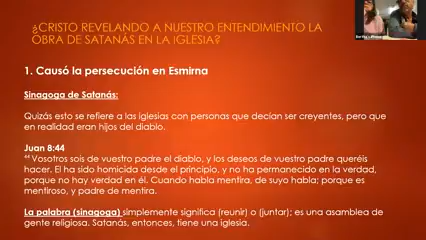 ¿CRISTO REVELANDO A NUESTRO ENTENDIMIENTO LA
OBRA DE SATANÁS EN LA IGLESIA?
1. Causó la persecución en Esmirna
Sinagoga de Satanás:
Quizás esto se refiere a las iglesias con personas que decían ser creyentes, pero que
en realidad eran hijos del diablo.
Juan 8:44
44 Vosotros sois de vuestro padre el diablo, y los deseos de vuestro padre queréis
hacer. El ha sido homicida desde el principio, y no ha permanecido en la verdad,
porque no hay verdad en él. Cuando habla mentira, de suyo habla; porque es
mentiroso, y padre de mentira.
La palabra (sinagoga) simplemente significa (reunir) o (juntar); es una asamblea de
gente religiosa. Satanás, entonces, tiene una iglesia.